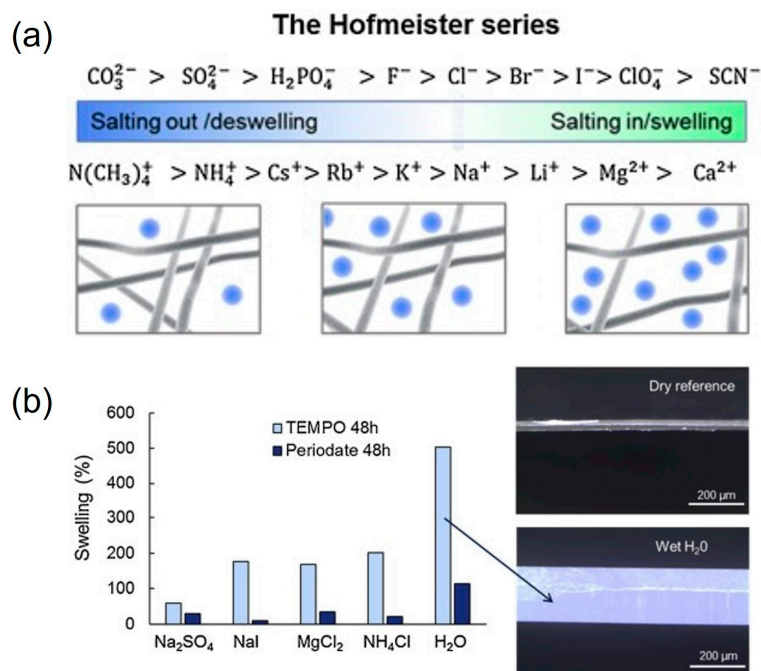 (a)
The Hofmeister series
CO₃²⁻ > SO₄²⁻ > H₂PO₄⁻ > F⁻ > Cl⁻ > Br⁻ > I⁻ > ClO₄⁻ > SCN⁻
Salting out /deswelling Salting in/swelling
N(CH₃)₄⁺ > NH₄⁺ > Cs⁺ > Rb⁺ > K⁺ > Na⁺ > Li⁺ > Mg²⁺ > Ca²⁺
(b)
Swelling (%)
600
500
400
300
200
100
0
TEMPO 48h
Periodate 48h
Na₂SO₄ NaI MgCl₂ NH₄Cl H₂O
Dry reference
200 µm
Wet H₂0
200 µm